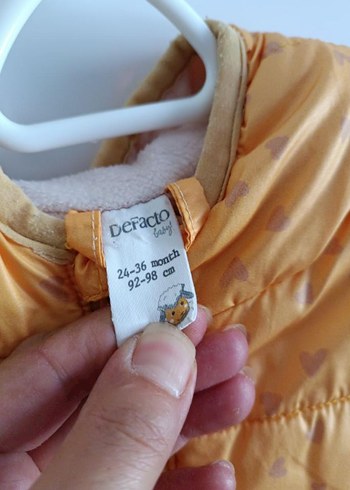 DeFacto
baby!
24-36 month
92-98 cm